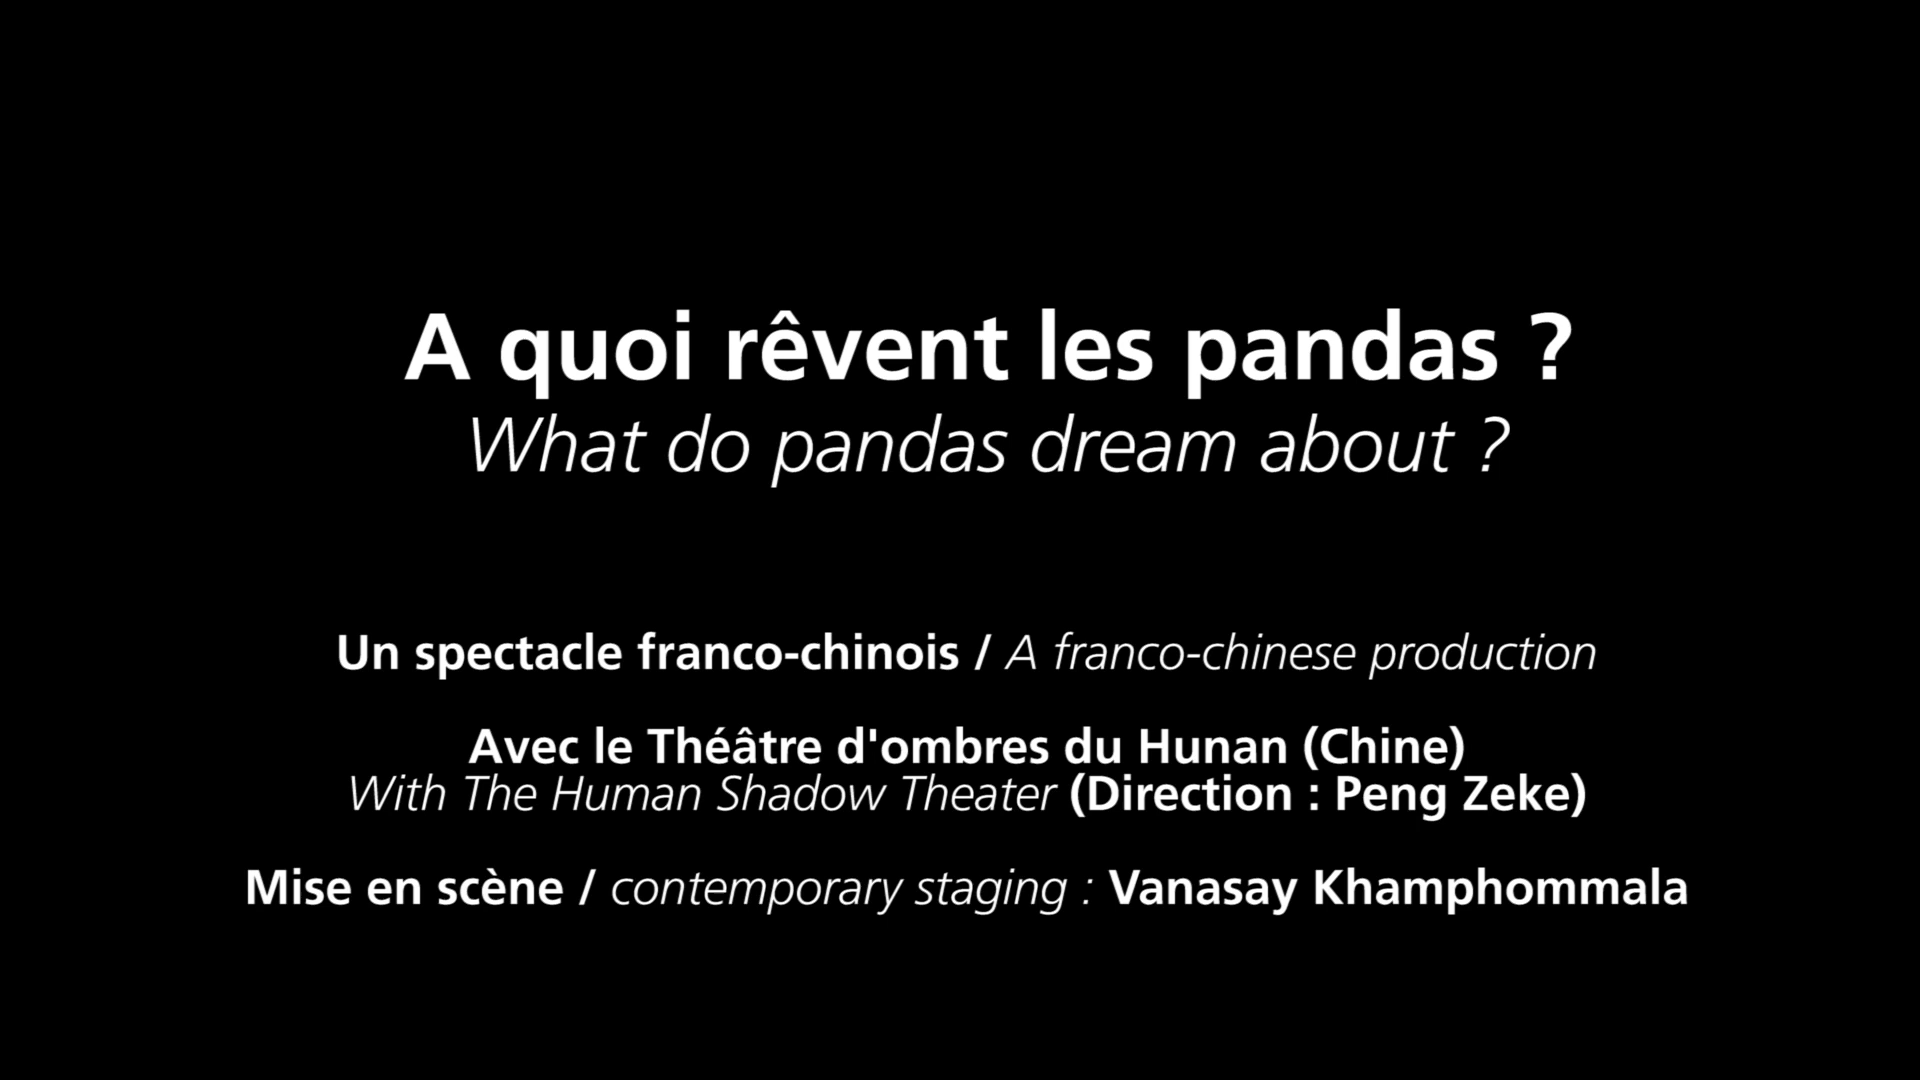 A quoi rêvent les pandas ?
What do pandas dream about ?
Un spectacle franco-chinois / A franco-chinese production
Avec le Théâtre d'ombres du Hunan (Chine)
With The Human Shadow Theater (Direction : Peng Zeke)
Mise en scène / contemporary staging : Vanasay Khamphommala